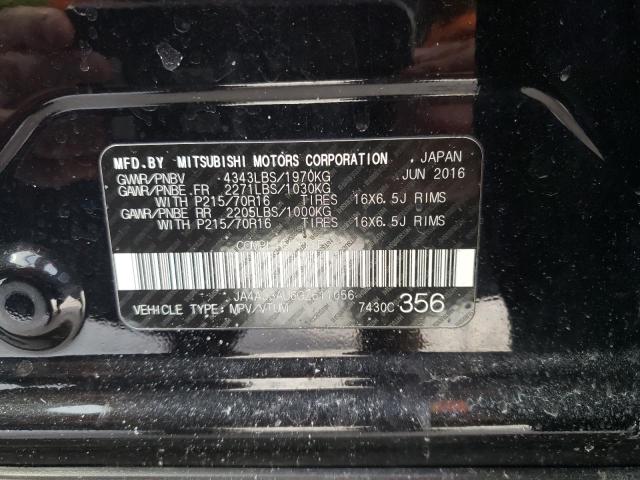 MFD.BY MITSUBISHI MOTORS CORPORATION JAPAN
GWR/PNBV 4343LBS/1970KG JUN 2016
GAWR/PNBE FR 2271LBS/1030KG
WITH P215/70R16 TIRES 16X6.5J RIMS
GAWR/PNBE RR 2205LBS/1000KG
WITH P215/70R16 TIRES 16X6.5J RIMS
VEHICLE TYPE: MPV/VTUM 7430C 356